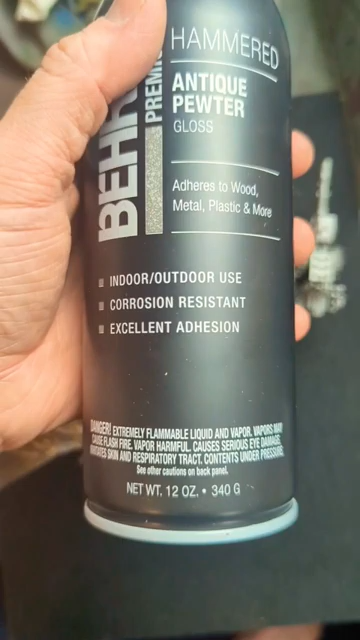 HAMMERED
BEHR
PREMI
ANTIQUE
PEWTER
GLOSS
Adheres to Wood,
Metal, Plastic & More
INDOOR/OUTDOOR USE
CORROSION RESISTANT
EXCELLENT ADHESION
DANGER! EXTREMELY FLAMMABLE LIQUID AND VAPOR. VAPORS MAY
CAUSE FLASH FIRE. VAPOR HARMFUL. CAUSES SERIOUS EYE DAMAGE,
IRRITATES SKIN AND RESPIRATORY TRACT. CONTENTS UNDER PRESSURE.
See other cautions on back panel.
NET WT. 12 OZ. • 340 G